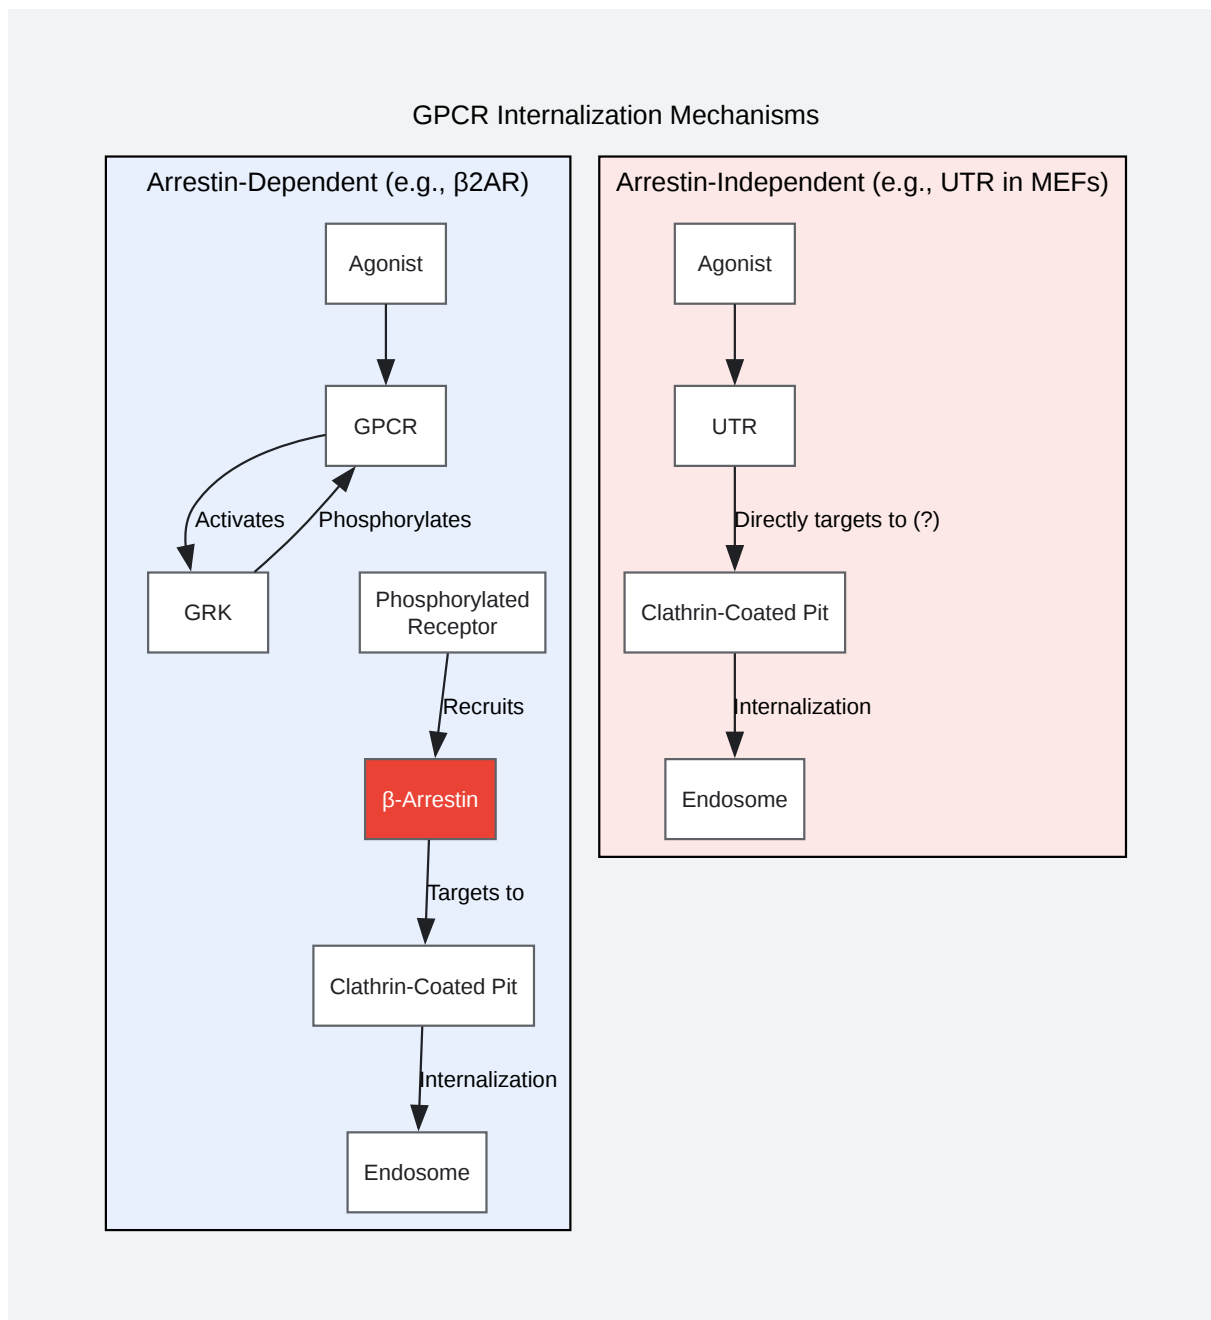 GPCR Internalization Mechanisms
Arrestin-Dependent (e.g., β2AR)
Agonist
GPCR
Activates
Phosphorylates
GRK
Phosphorylated
Receptor
Recruits
β-Arrestin
Targets to
Clathrin-Coated Pit
Internalization
Endosome
Arrestin-Independent (e.g., UTR in MEFs)
Agonist
UTR
Directly targets to (?)
Clathrin-Coated Pit
Internalization
Endosome